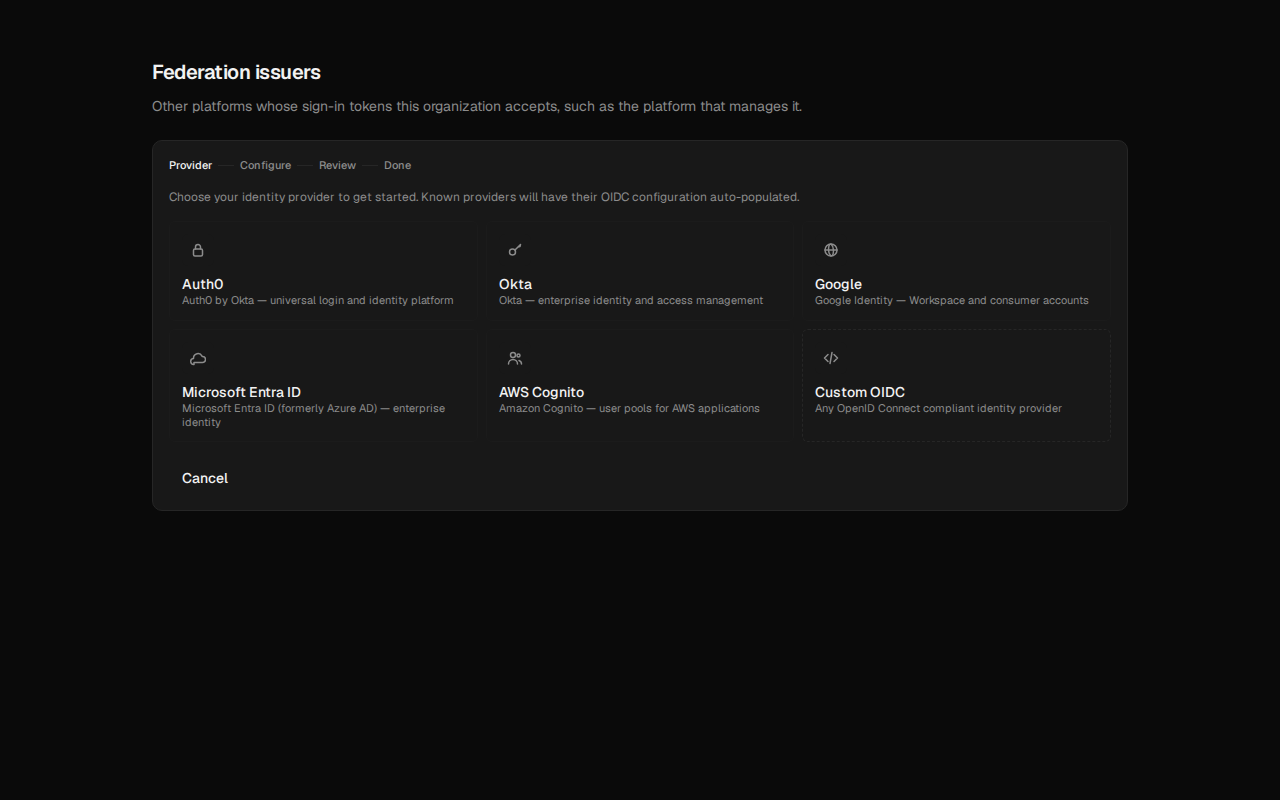 Federation issuers
Other platforms whose sign-in tokens this organization accepts, such as the platform that manages it.
Provider — Configure — Review — Done
Choose your identity provider to get started. Known providers will have their OIDC configuration auto-populated.
Auth0
Auth0 by Okta — universal login and identity platform
Okta
Okta — enterprise identity and access management
Google
Google Identity — Workspace and consumer accounts
Microsoft Entra ID
Microsoft Entra ID (formerly Azure AD) — enterprise
identity
AWS Cognito
Amazon Cognito — user pools for AWS applications
Custom OIDC
Any OpenID Connect compliant identity provider
Cancel